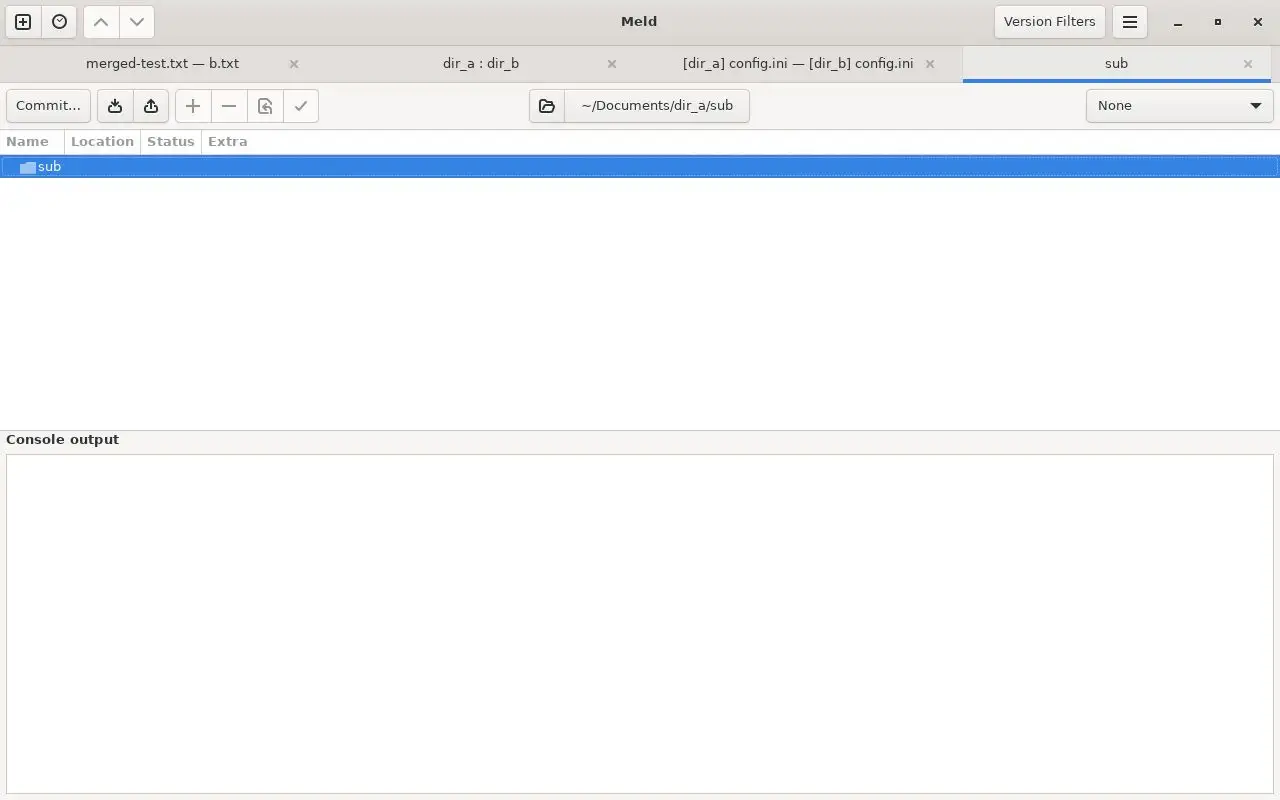 Meld
Version Filters
merged-test.txt — b.txt
dir_a : dir_b
[dir_a] config.ini — [dir_b] config.ini
sub
Commit...
~/Documents/dir_a/sub
None
Name Location Status Extra
sub
Console output